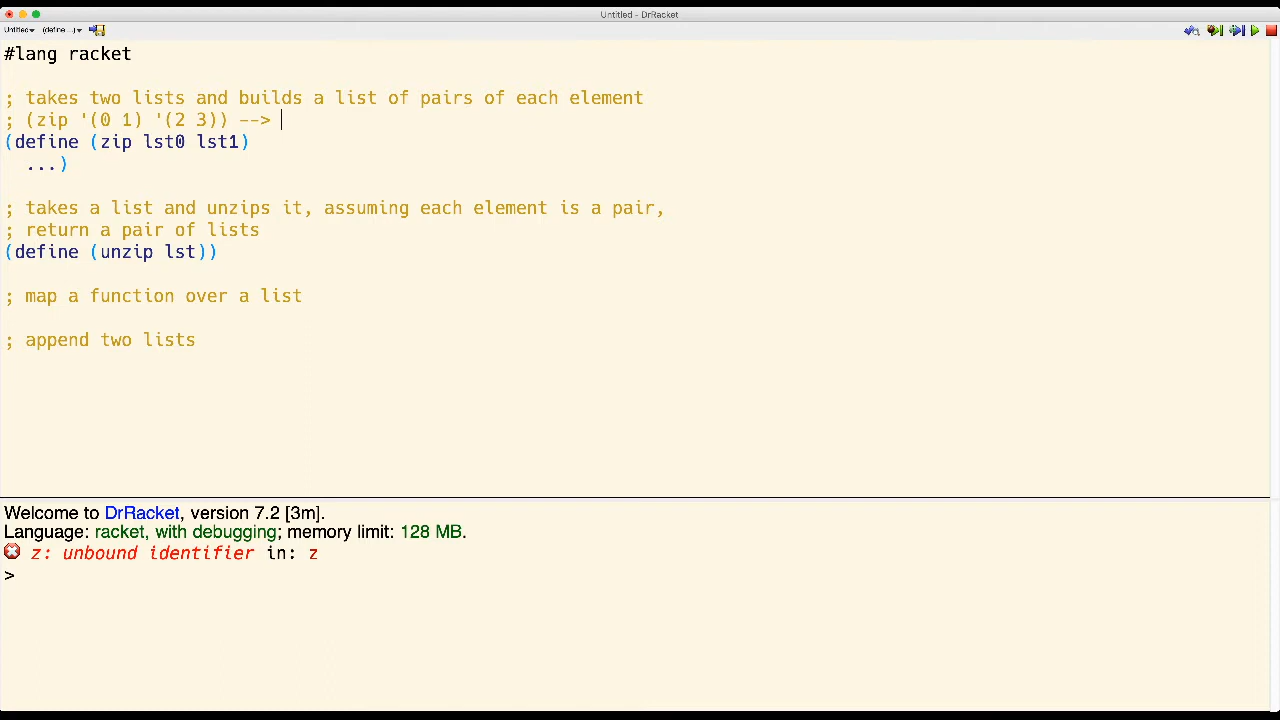 Untitled - DrRacket
Untitled▾ (define ...)▾
#lang racket
; takes two lists and builds a list of pairs of each element
; (zip '(0 1) '(2 3)) -->
(define (zip lst0 lst1)
  ...)
; takes a list and unzips it, assuming each element is a pair,
; return a pair of lists
(define (unzip lst))
; map a function over a list
; append two lists
Welcome to DrRacket, version 7.2 [3m].
Language: racket, with debugging; memory limit: 128 MB.
z: unbound identifier in: z
>